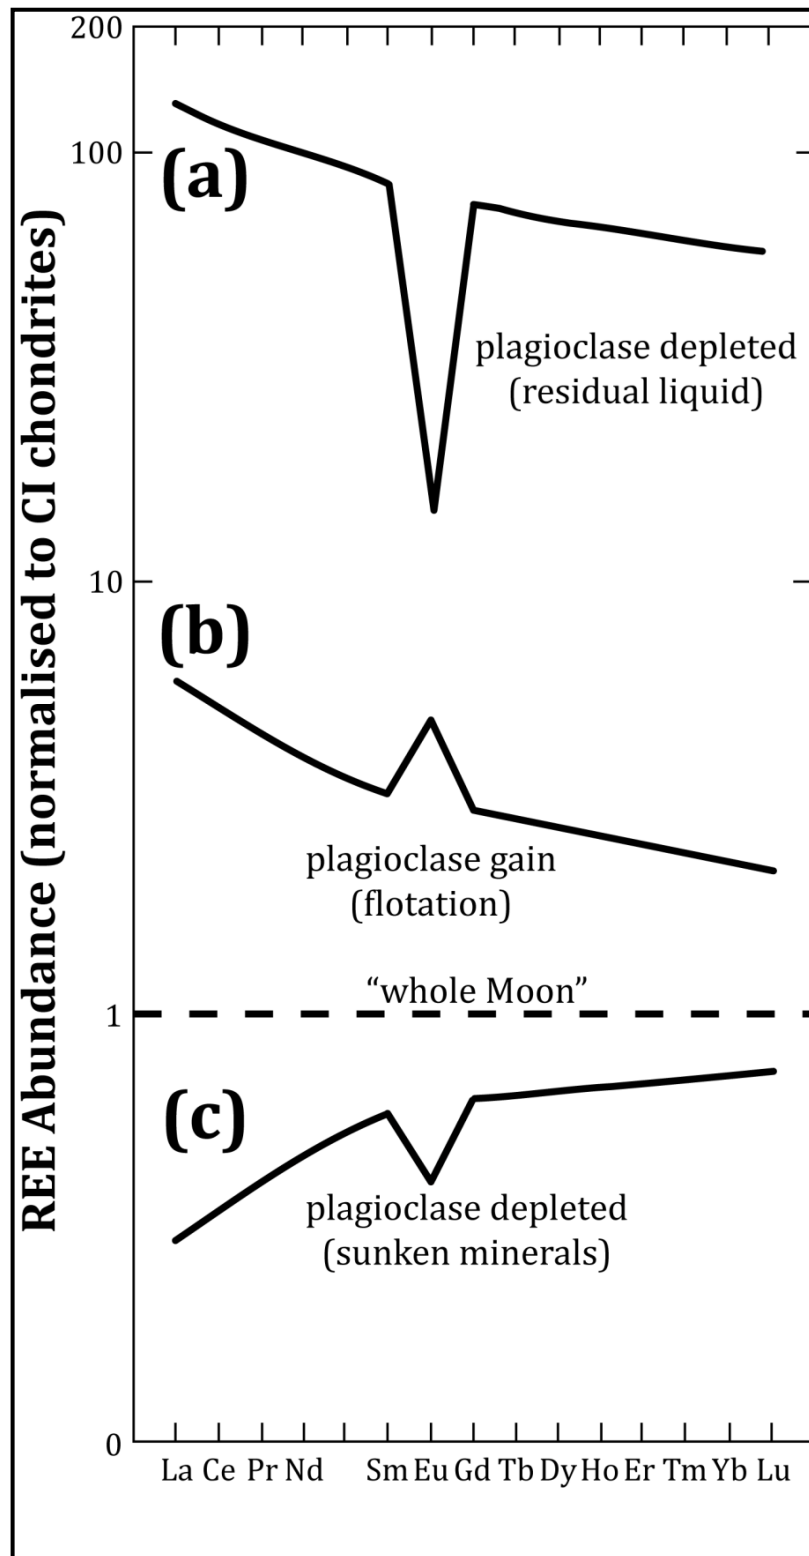 REE Abundance (normalised to CI chondrites)
200
100
(a)
plagioclase depleted
(residual liquid)
10
(b)
plagioclase gain
(flotation)
“whole Moon”
1
(c)
plagioclase depleted
(sunken minerals)
0
La Ce Pr Nd Sm Eu Gd Tb Dy Ho Er Tm Yb Lu